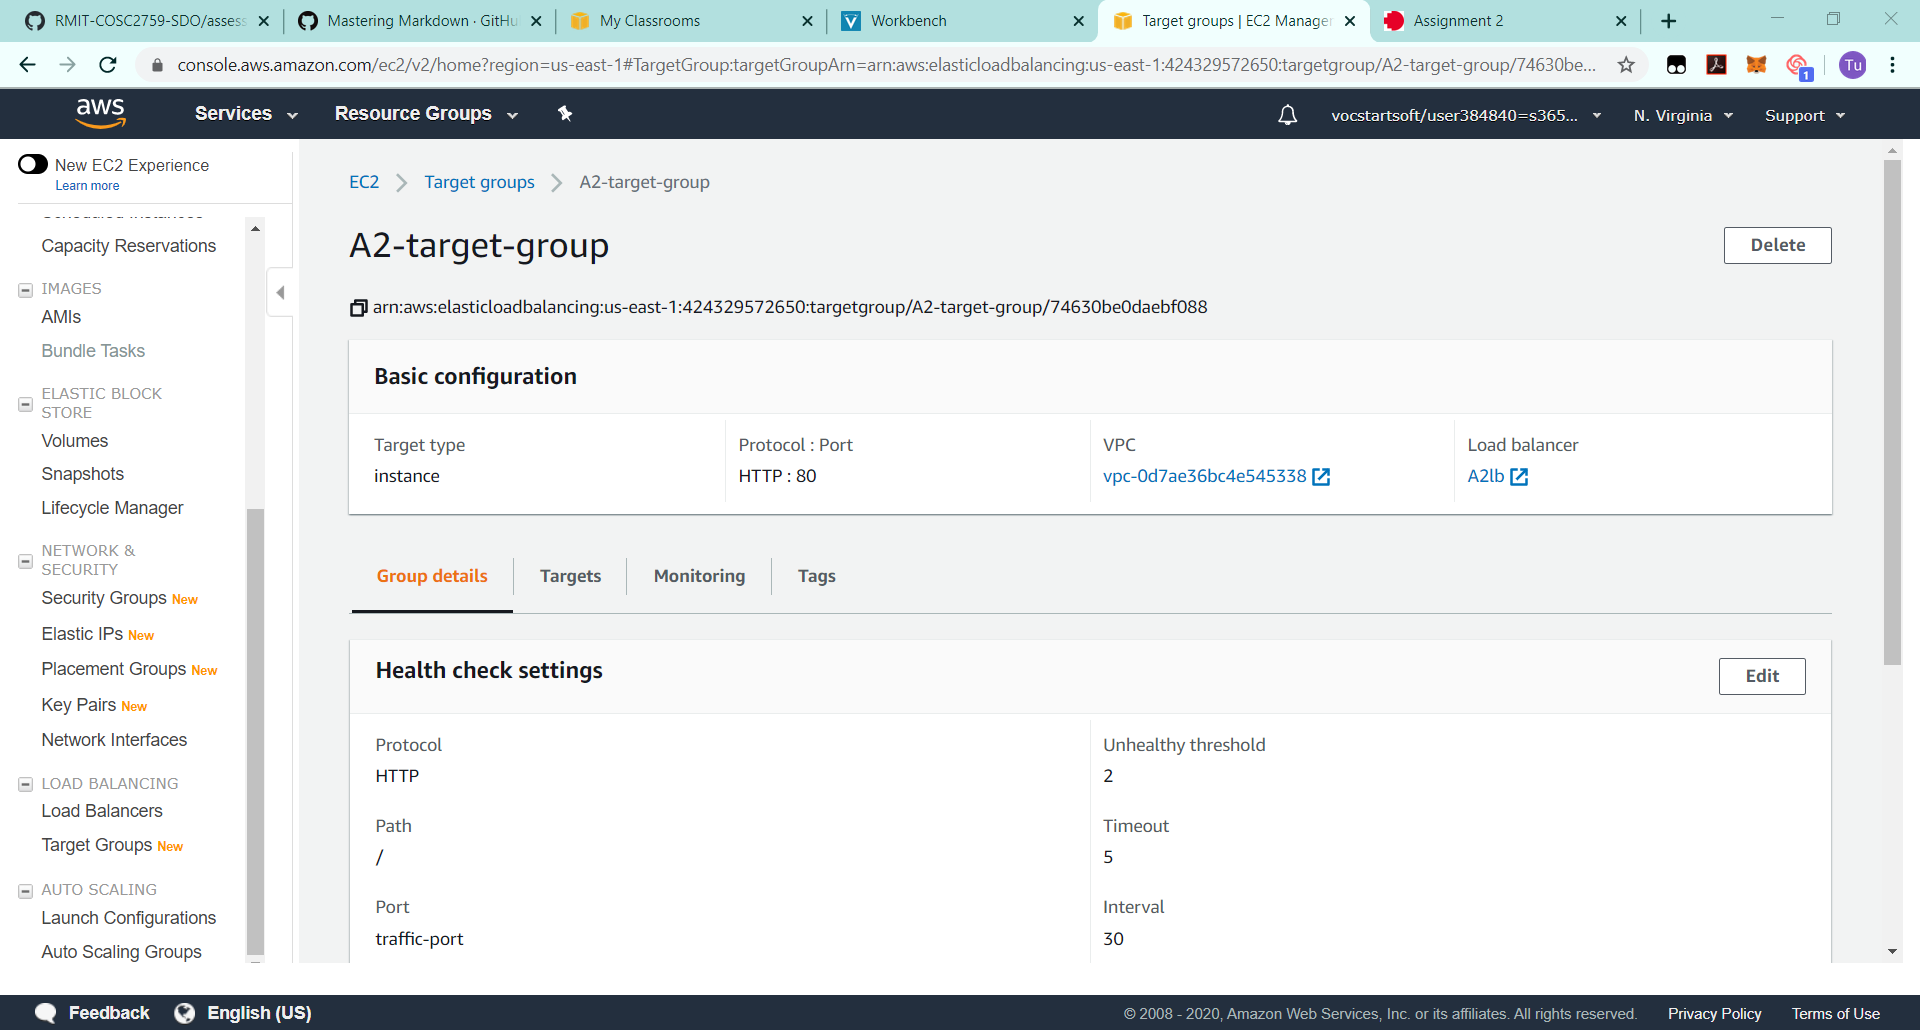 RMIT-COSC2759-SDO/assess
Mastering Markdown · GitHu
My Classrooms
Workbench
Target groups | EC2 Manager
Assignment 2
console.aws.amazon.com/ec2/v2/home?region=us-east-1#TargetGroup:targetGroupArn=arn:aws:elasticloadbalancing:us-east-1:424329572650:targetgroup/A2-target-group/74630be...
1
Tu
aws
Services
Resource Groups
vocstartsoft/user384840=s365...
N. Virginia
Support
New EC2 Experience
Learn more
Scheduled Instances
Capacity Reservations
IMAGES
AMIs
Bundle Tasks
ELASTIC BLOCK
STORE
Volumes
Snapshots
Lifecycle Manager
NETWORK &
SECURITY
Security Groups New
Elastic IPs New
Placement Groups New
Key Pairs New
Network Interfaces
LOAD BALANCING
Load Balancers
Target Groups New
AUTO SCALING
Launch Configurations
Auto Scaling Groups
EC2
Target groups
A2-target-group
A2-target-group
Delete
arn:aws:elasticloadbalancing:us-east-1:424329572650:targetgroup/A2-target-group/74630be0daebf088
Basic configuration
Target type
instance
Protocol : Port
HTTP : 80
VPC
vpc-0d7ae36bc4e545338
Load balancer
A2lb
Group details
Targets
Monitoring
Tags
Health check settings
Edit
Protocol
HTTP
Unhealthy threshold
2
Path
/
Timeout
5
Port
traffic-port
Interval
30
Feedback
English (US)
© 2008 - 2020, Amazon Web Services, Inc. or its affiliates. All rights reserved.
Privacy Policy
Terms of Use